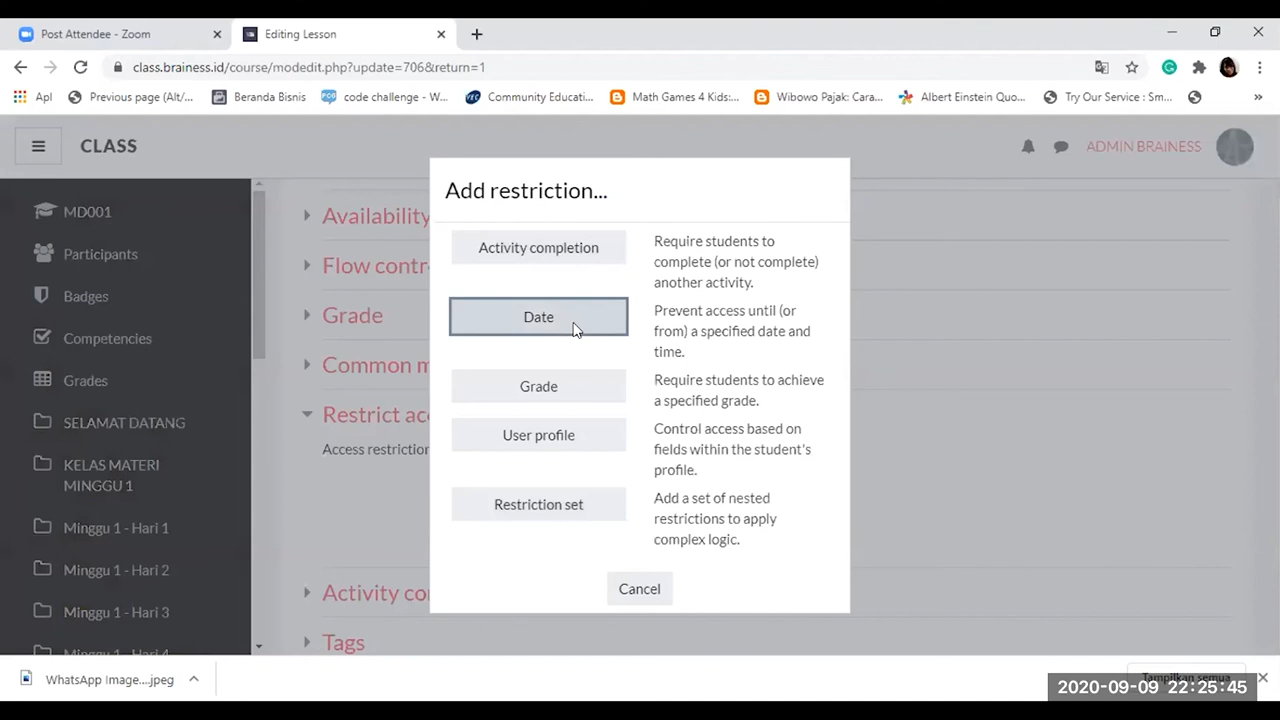 Post Attendee - Zoom
Editing Lesson
class.brainess.id/course/modedit.php?update=706&return=1
Apl
Previous page (Alt/...
Beranda Bisnis
code challenge - W...
Community Educati...
Math Games 4 Kids:...
Wibowo Pajak: Cara...
Albert Einstein Quo...
Try Our Service : Sm...
»
CLASS
ADMIN BRAINESS
MD001
Participants
Badges
Competencies
Grades
SELAMAT DATANG
KELAS MATERI
MINGGU 1
Minggu 1 - Hari 1
Minggu 1 - Hari 2
Minggu 1 - Hari 3
Minggu 1 - Hari 4
Availability
Flow contr
Grade
Common m
Restrict ac
Access restriction
Activity co
Tags
Add restriction...
Activity completion
Require students to
complete (or not complete)
another activity.
Date
Prevent access until (or
from) a specified date and
time.
Grade
Require students to achieve
a specified grade.
User profile
Control access based on
fields within the student's
profile.
Restriction set
Add a set of nested
restrictions to apply
complex logic.
Cancel
WhatsApp Image....jpeg
Tampilkan semua
2020-09-09 22:25:45